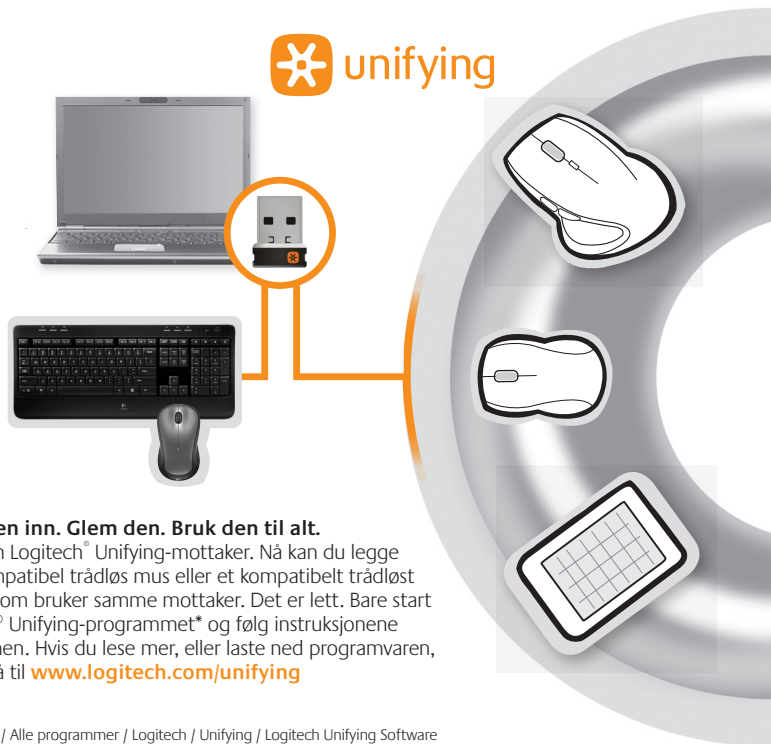 unifying
en inn. Glem den. Bruk den til alt.
n Logitech® Unifying-mottaker. Nå kan du legge
mpatibel trådløs mus eller et kompatibelt trådløst
om bruker samme mottaker. Det er lett. Bare start
® Unifying-programmet* og følg instruksjonene
nen. Hvis du lese mer, eller laste ned programvaren,
å til www.logitech.com/unifying
/ Alle programmer / Logitech / Unifying / Logitech Unifying Software